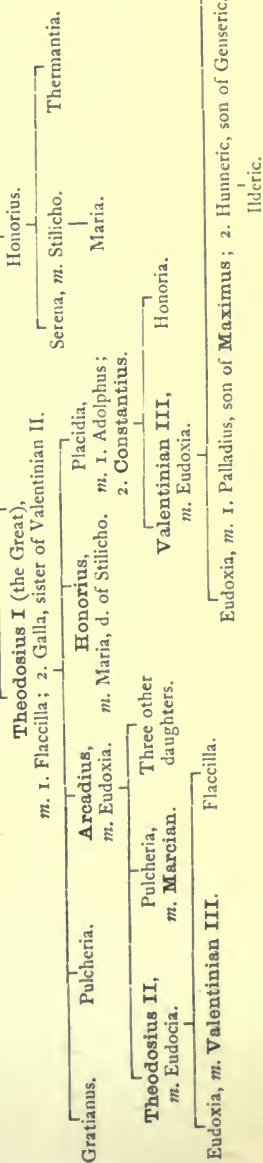 Honorius.
Serena, m. Stilicho. Thermantia.
Maria.
Theodosius I (the Great),
m. 1. Flaccilla; 2. Galla, sister of Valentinian II.
Gratianus. Pulcheria. Arcadius, Honorius, Placidia,
m. Eudoxia. m. Maria, d. of Stilicho. m. 1. Adolphus;
2. Constantius.
Theodosius II, Pulcheria, Three other
m. Eudocia. m. Marcian. daughters.
Valentinian III, Honoria.
m. Eudoxia.
Eudoxia, m. Valentinian III. Flaccilla.
Eudoxia, m. 1. Palladius, son of Maximus; 2. Hunneric, son of Genseric.
Ilderic.